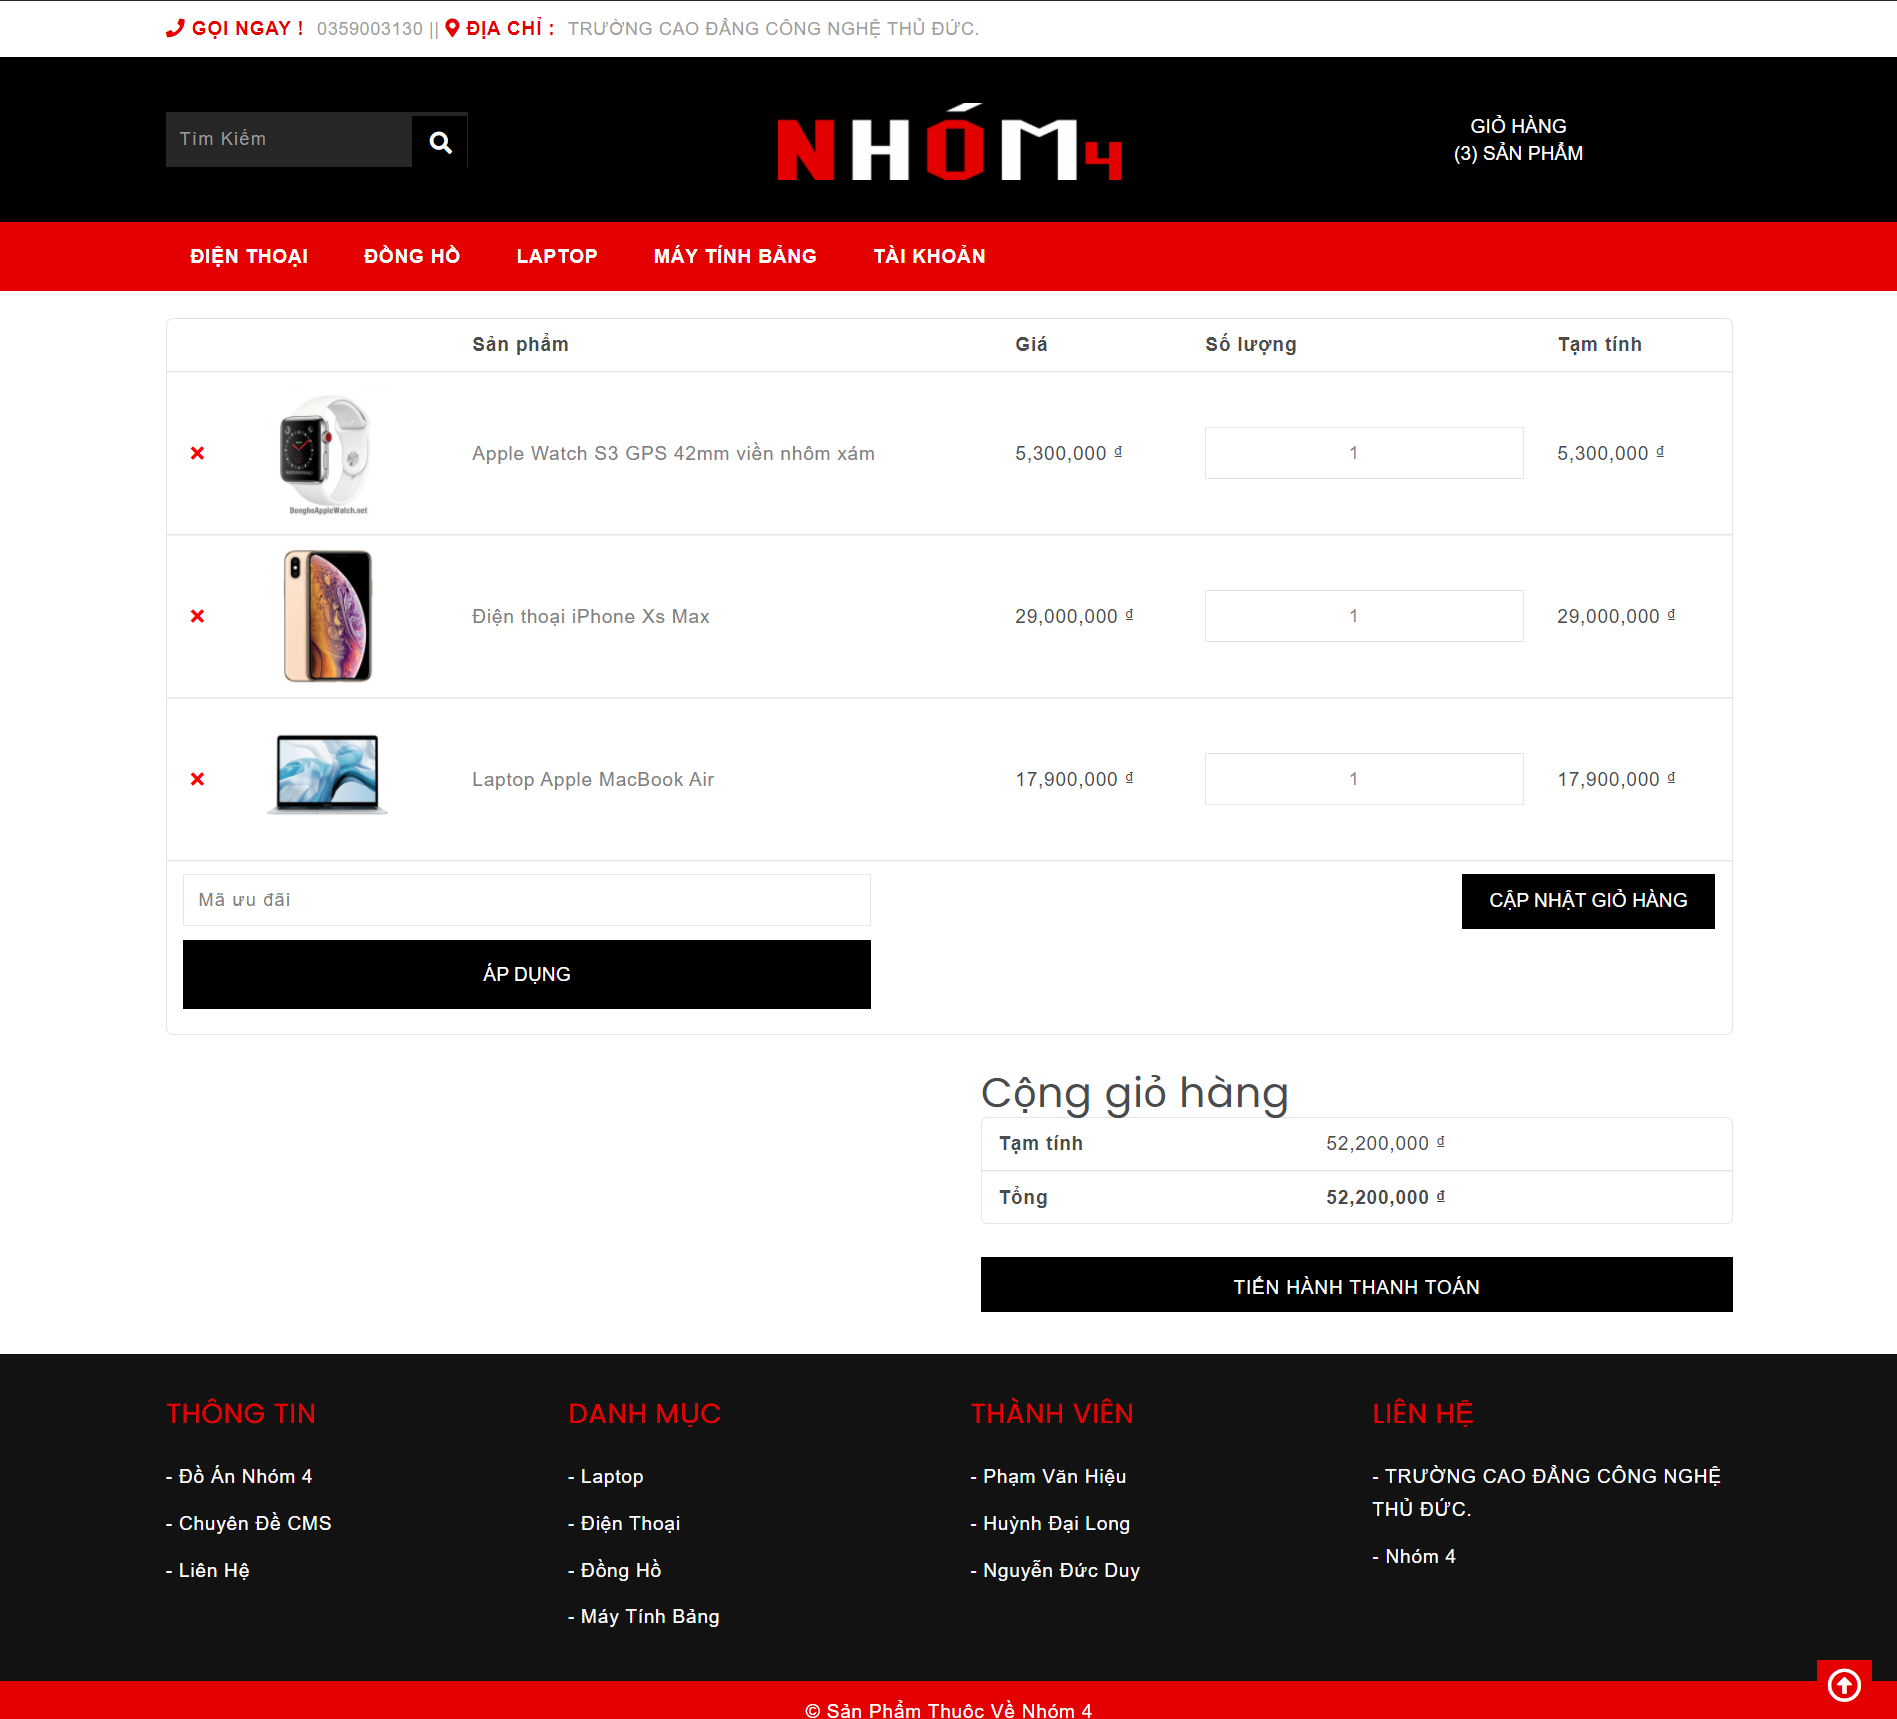 GỌI NGAY ! 0359003130 || ĐỊA CHỈ : TRƯỜNG CAO ĐẲNG CÔNG NGHỆ THỦ ĐỨC.
Tìm Kiếm
NHÓM4
GIỎ HÀNG
(3) SẢN PHẨM
ĐIỆN THOẠI ĐỒNG HỒ LAPTOP MÁY TÍNH BẢNG TÀI KHOẢN
Sản phẩm Giá Số lượng Tạm tính
Apple Watch S3 GPS 42mm viền nhôm xám 5,300,000 ₫ 1 5,300,000 ₫
DonghoAppleWatch.net
Điện thoại iPhone Xs Max 29,000,000 ₫ 1 29,000,000 ₫
Laptop Apple MacBook Air 17,900,000 ₫ 1 17,900,000 ₫
Mã ưu đãi
CẬP NHẬT GIỎ HÀNG
ÁP DỤNG
Cộng giỏ hàng
Tạm tính 52,200,000 ₫
Tổng 52,200,000 ₫
TIẾN HÀNH THANH TOÁN
THÔNG TIN
- Đồ Án Nhóm 4
- Chuyên Đề CMS
- Liên Hệ
DANH MỤC
- Laptop
- Điện Thoại
- Đồng Hồ
- Máy Tính Bảng
THÀNH VIÊN
- Phạm Văn Hiệu
- Huỳnh Đại Long
- Nguyễn Đức Duy
LIÊN HỆ
- TRƯỜNG CAO ĐẲNG CÔNG NGHỆ
THỦ ĐỨC.
- Nhóm 4
© Sản Phẩm Thuộc Về Nhóm 4